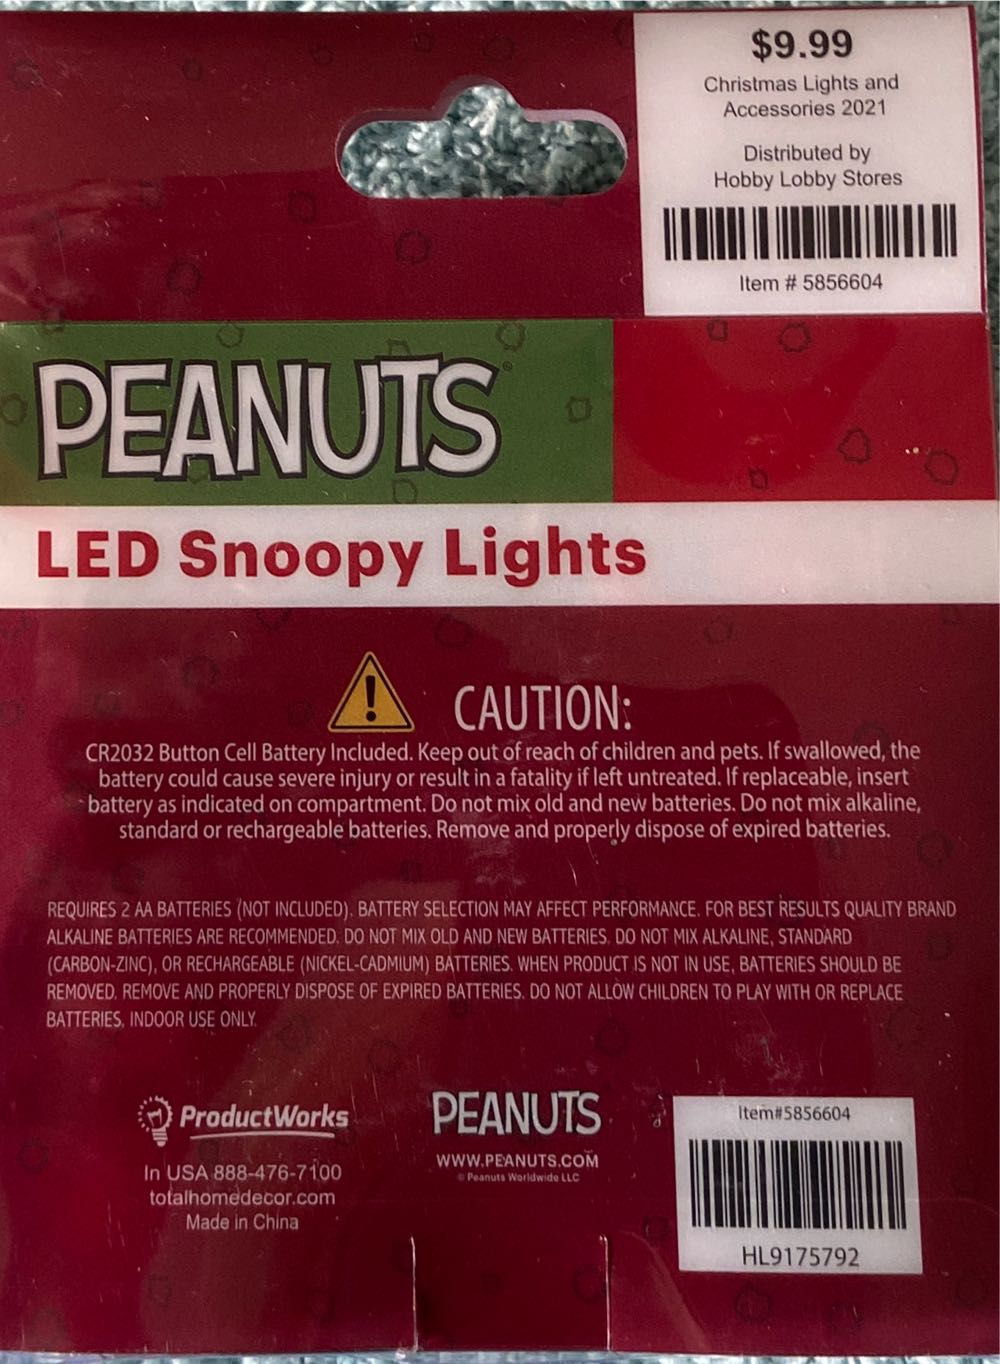 $9.99
Christmas Lights and
Accessories 2021
Distributed by
Hobby Lobby Stores
Item # 5856604
PEANUTS®
LED Snoopy Lights
CAUTION:
CR2032 Button Cell Battery Included. Keep out of reach of children and pets. If swallowed, the
battery could cause severe injury or result in a fatality if left untreated. If replaceable, insert
battery as indicated on compartment. Do not mix old and new batteries. Do not mix alkaline,
standard or rechargeable batteries. Remove and properly dispose of expired batteries.
REQUIRES 2 AA BATTERIES (NOT INCLUDED). BATTERY SELECTION MAY AFFECT PERFORMANCE. FOR BEST RESULTS QUALITY BRAND
ALKALINE BATTERIES ARE RECOMMENDED. DO NOT MIX OLD AND NEW BATTERIES. DO NOT MIX ALKALINE, STANDARD
(CARBON-ZINC), OR RECHARGEABLE (NICKEL-CADMIUM) BATTERIES. WHEN PRODUCT IS NOT IN USE, BATTERIES SHOULD BE
REMOVED. REMOVE AND PROPERLY DISPOSE OF EXPIRED BATTERIES. DO NOT ALLOW CHILDREN TO PLAY WITH OR REPLACE
BATTERIES. INDOOR USE ONLY.
ProductWorks
In USA 888-476-7100
totalhomedecor.com
Made in China
PEANUTS
WWW.PEANUTS.COM
© Peanuts Worldwide LLC
Item#5856604
HL9175792